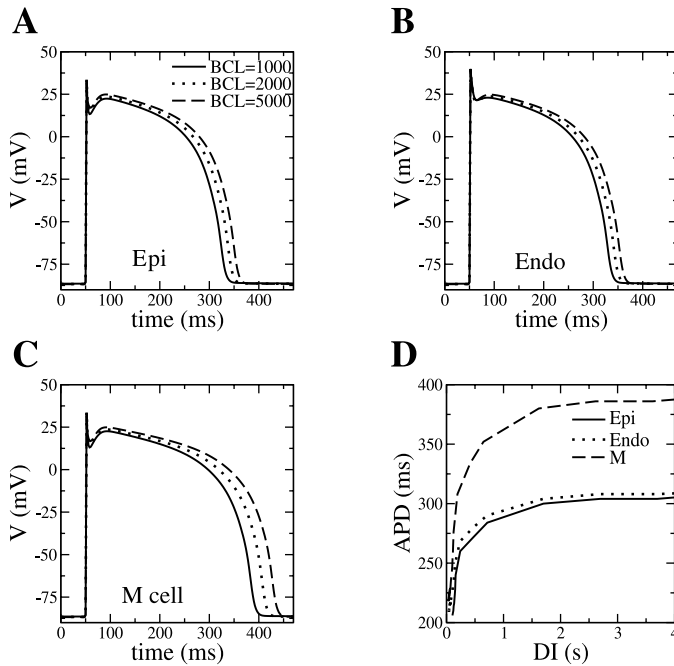 A
50
25
0
-25
-50
-75
V (mV)
BCL=1000
BCL=2000
BCL=5000
Epi
0 100 200 300 400
time (ms)
B
50
25
0
-25
-50
-75
V (mV)
Endo
0 100 200 300 400
time (ms)
C
50
25
0
-25
-50
-75
V (mV)
M cell
0 100 200 300 400
time (ms)
D
400
350
300
250
200
APD (ms)
Epi
Endo
M
0 1 2 3 4
DI (s)